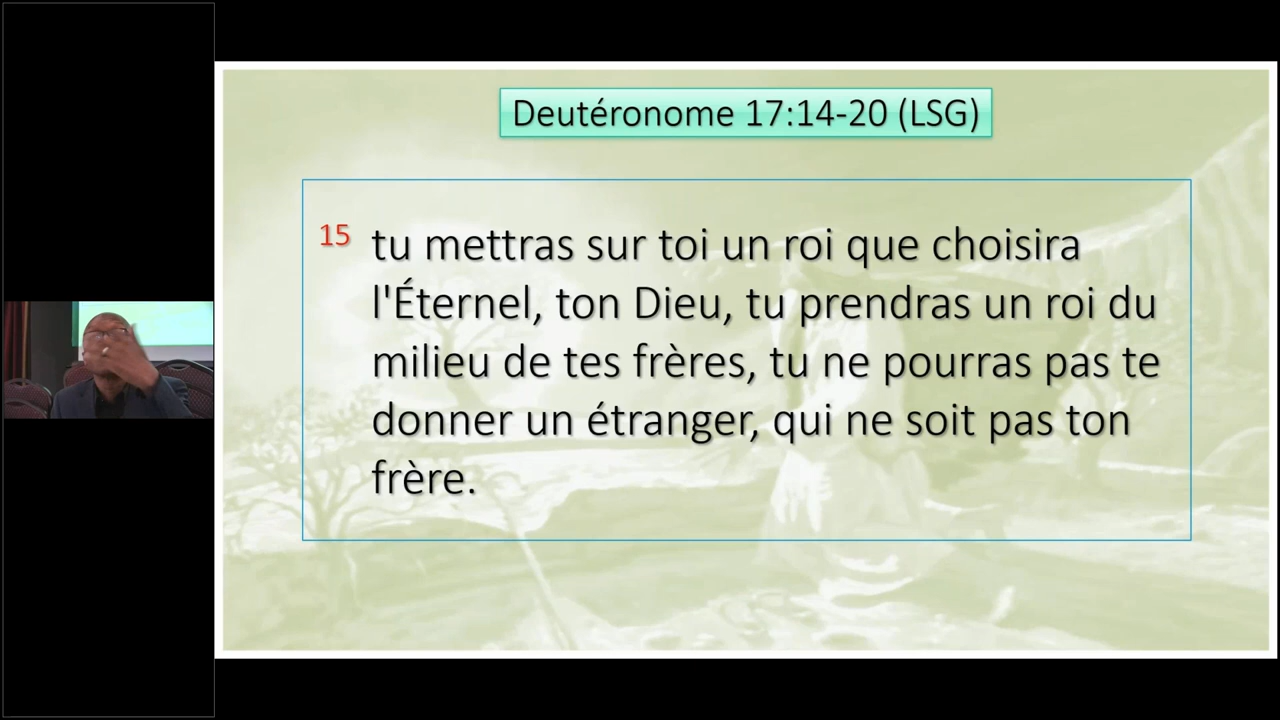 Deutéronome 17:14-20 (LSG)
15 tu mettras sur toi un roi que choisira
l'Éternel, ton Dieu, tu prendras un roi du
milieu de tes frères, tu ne pourras pas te
donner un étranger, qui ne soit pas ton
frère.